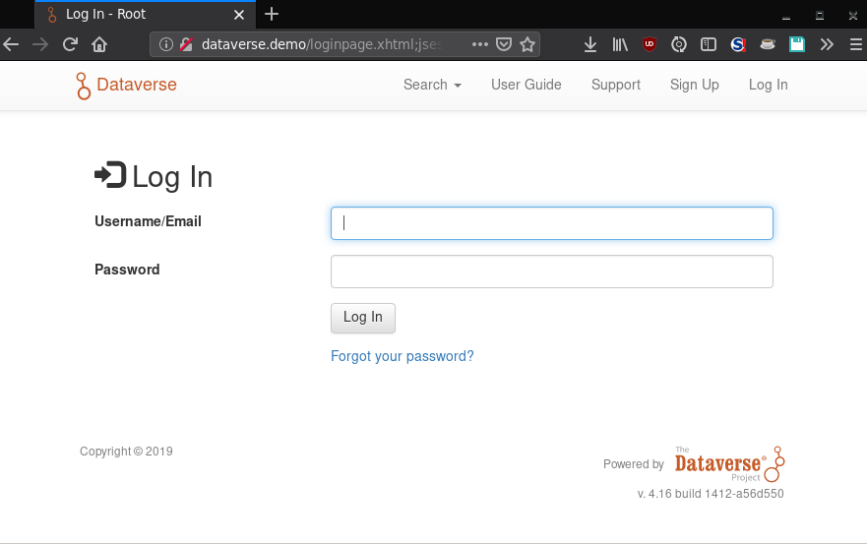 Log In - Root
dataverse.demo/loginpage.xhtml;jse
Dataverse
Search
User Guide
Support
Sign Up
Log In
Log In
Username/Email
Password
Log In
Forgot your password?
Copyright © 2019
Powered by
The
Dataverse®
Project
v. 4.16 build 1412-a56d550